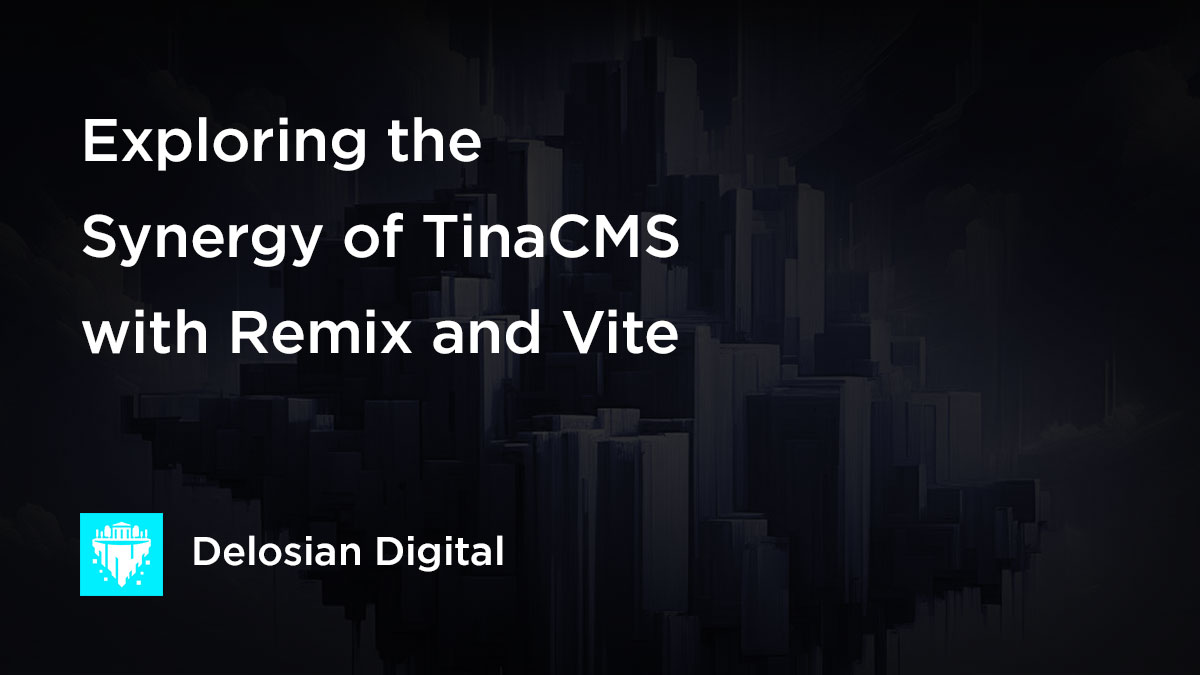 Exploring the
Synergy of TinaCMS
with Remix and Vite
Delosian Digital